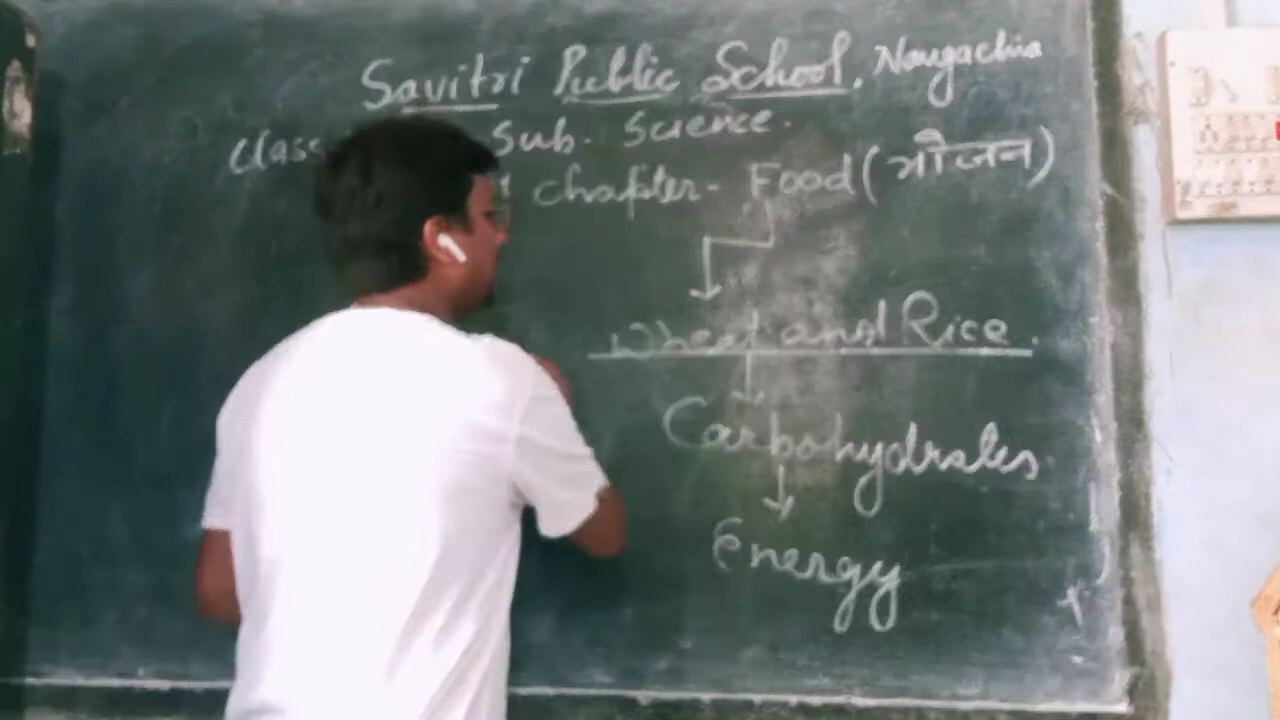 Savitri Public School, Naugachia
Class Sub. Science.
chapter- Food (भोजन)
Wheat and Rice.
Carbohydrates.
Energy